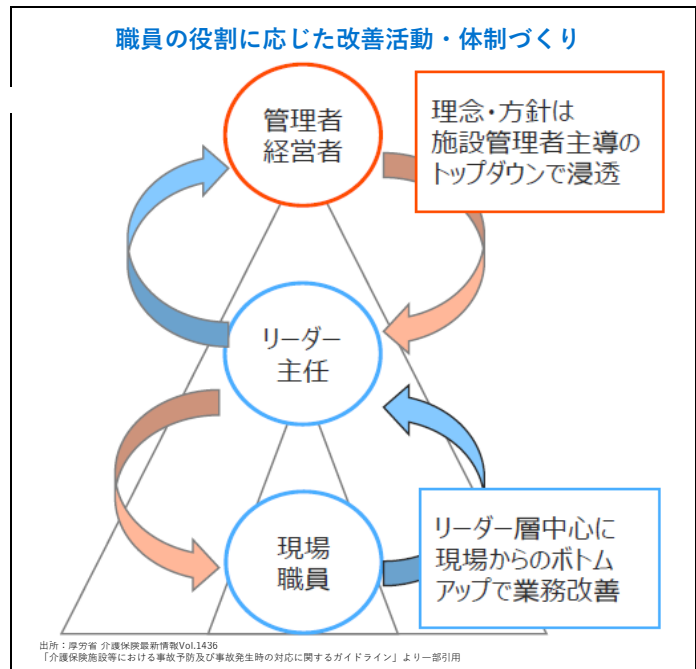 職員の役割に応じた改善活動・体制づくり
管理者
経営者
理念・方針は
施設管理者主導の
トップダウンで浸透
リーダー
主任
現場
職員
リーダー層中心に
現場からのボトム
アップで業務改善
出所：厚労省 介護保険最新情報Vol.1436
「介護保険施設等における事故予防及び事故発生時の対応に関するガイドライン」より一部引用